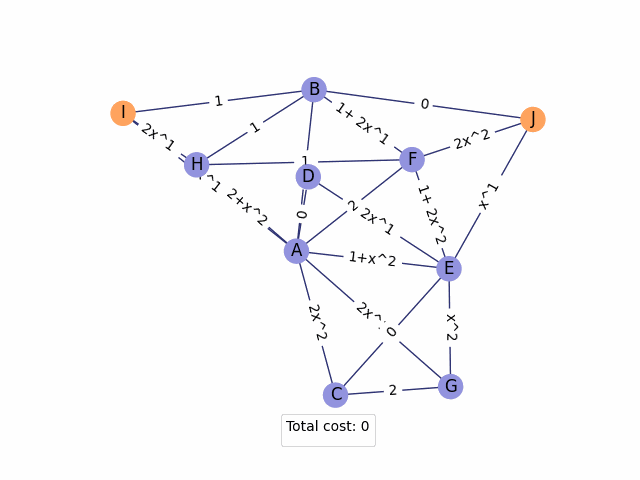 B
1
0
I
J
1+ 2x^1
2x^1
1
2x^2
F
H
1
D
^1
x^1
2+x^2
2
1+ 2x^2
0
2x^1
A
1+x^2
E
2x^2
2x^
0
x^2
G
2
C
Total cost: 0